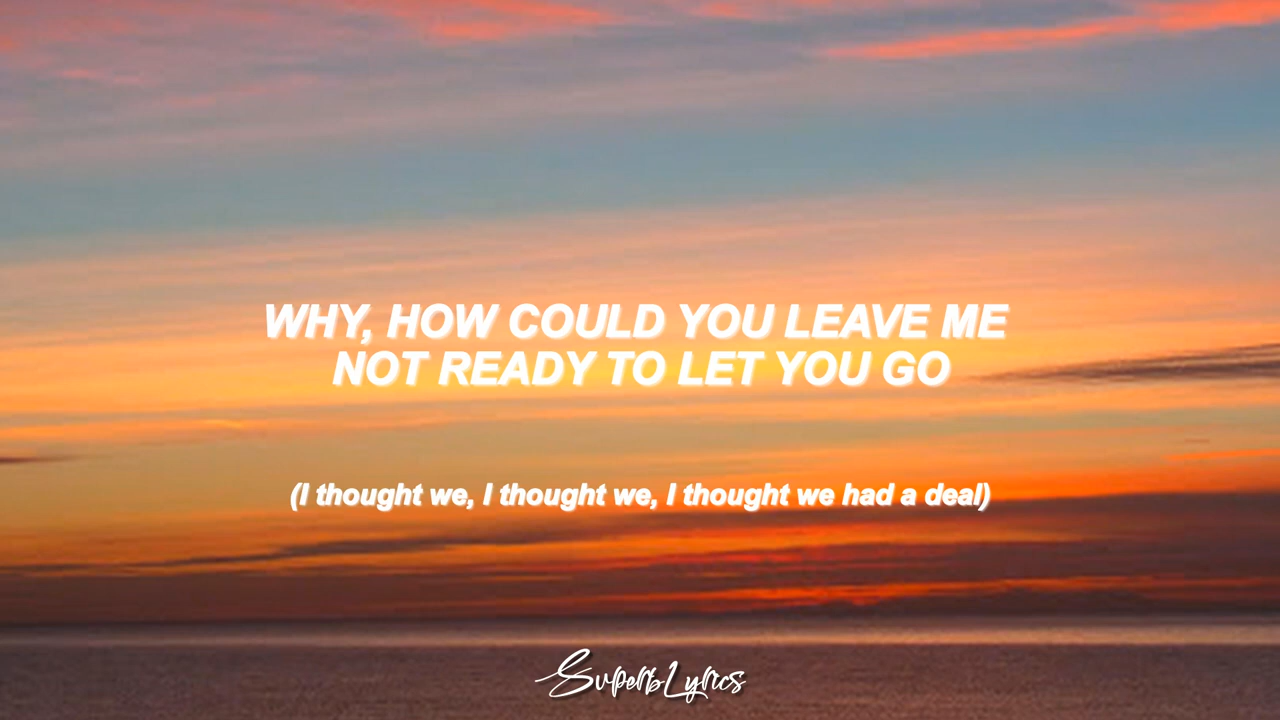 WHY, HOW COULD YOU LEAVE ME
NOT READY TO LET YOU GO
(I thought we, I thought we, I thought we had a deal)
SuperbLyrics